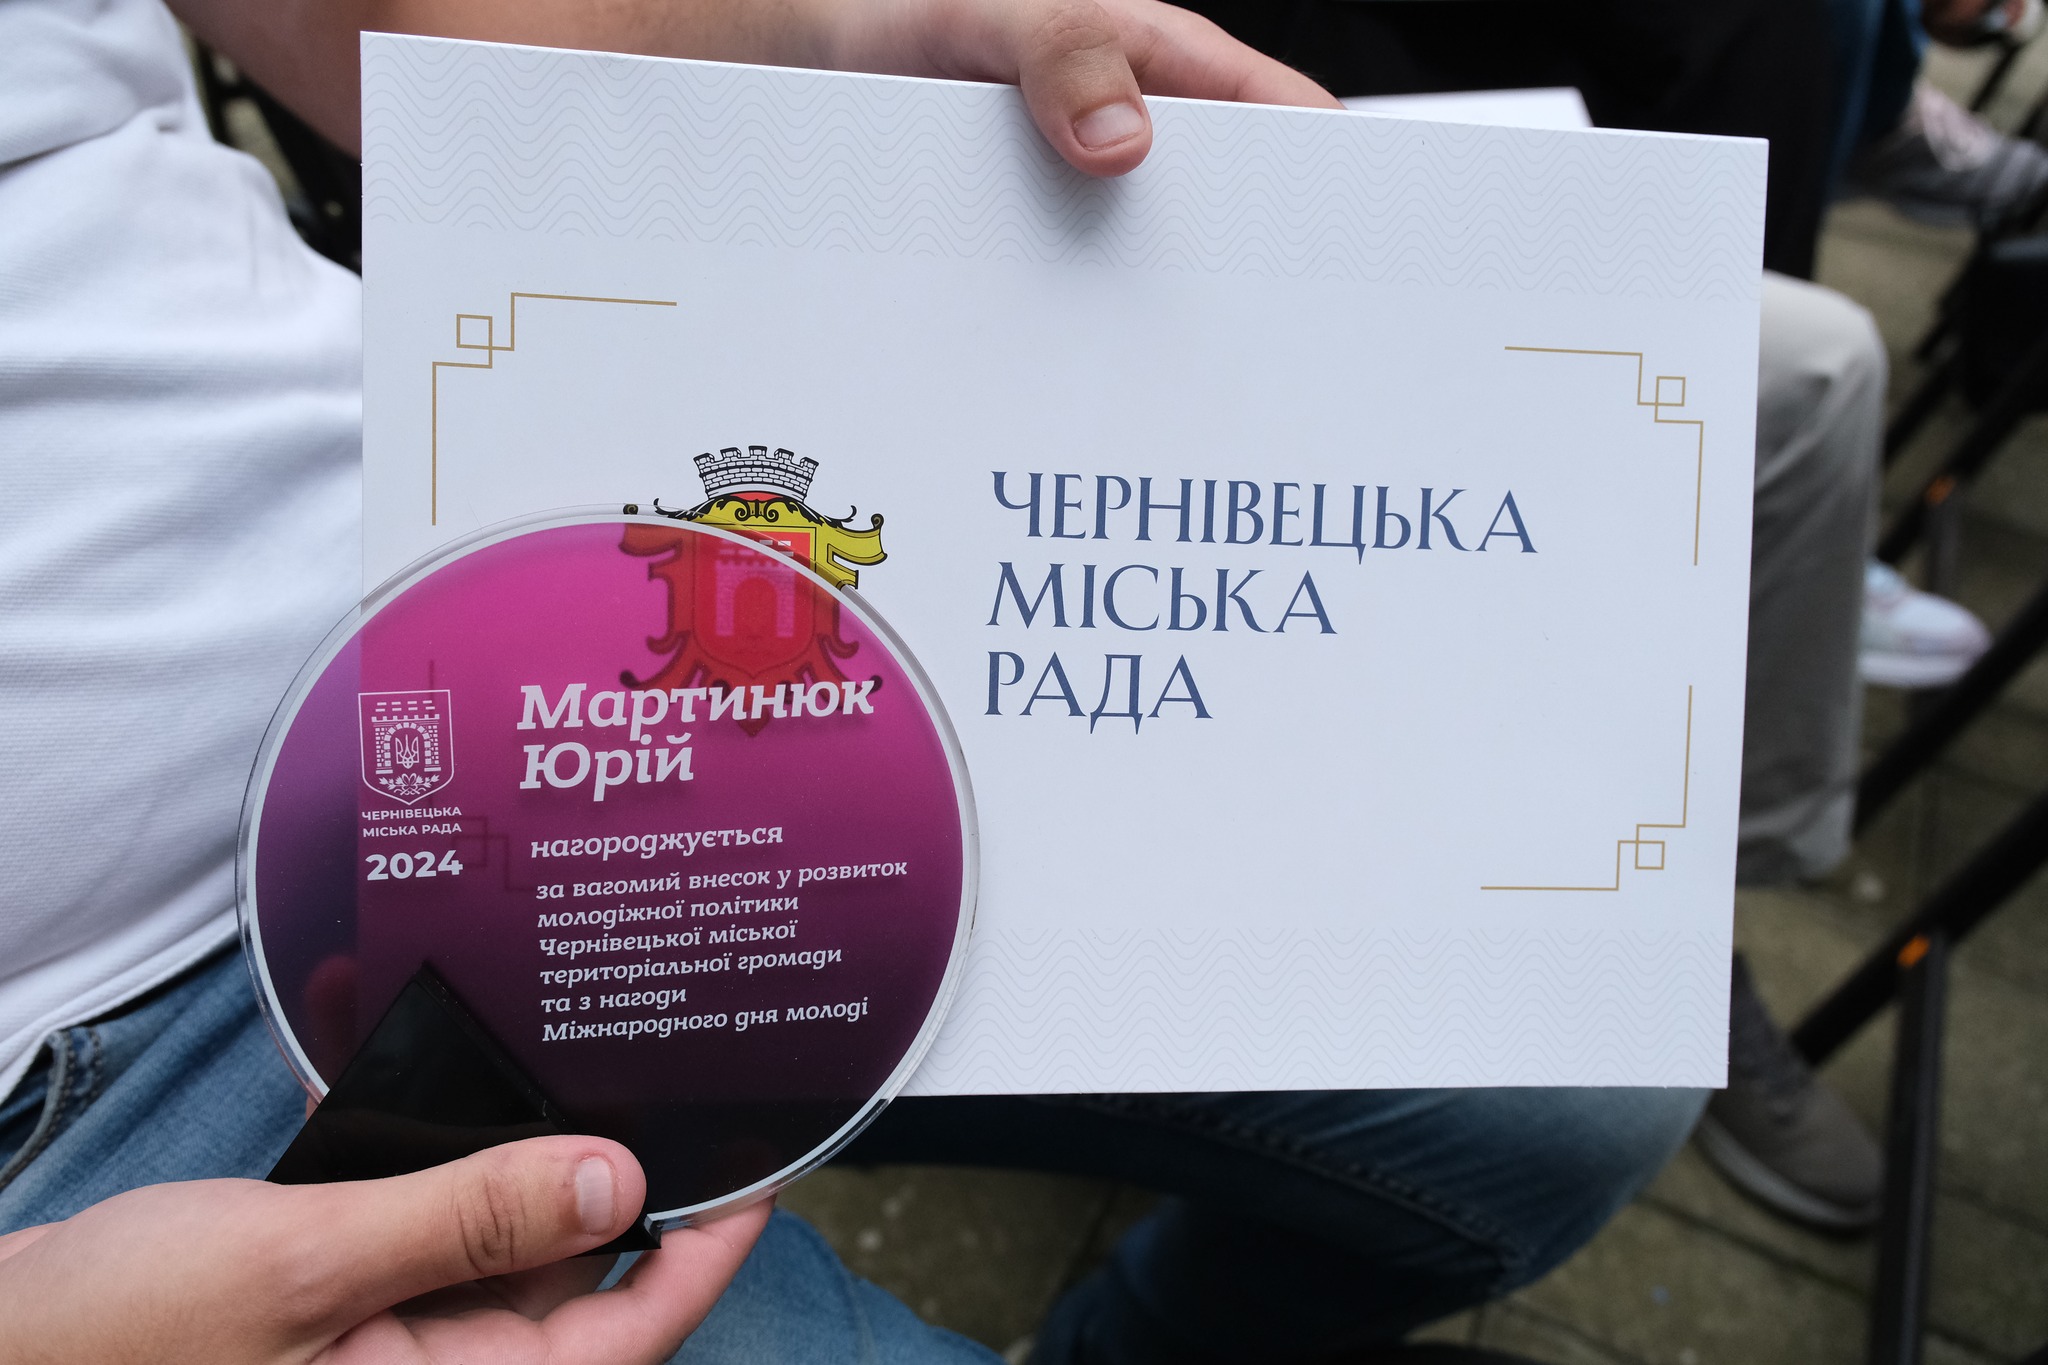 ЧЕРНІВЕЦЬКА
МІСЬКА
РАДА
ЧЕРНІВЕЦЬКА
МІСЬКА РАДА
2024
Мартинюк
Юрій
нагороджується
за вагомий внесок у розвиток
молодіжної політики
Чернівецької міської
територіальної громади
та з нагоди
Міжнародного дня молоді